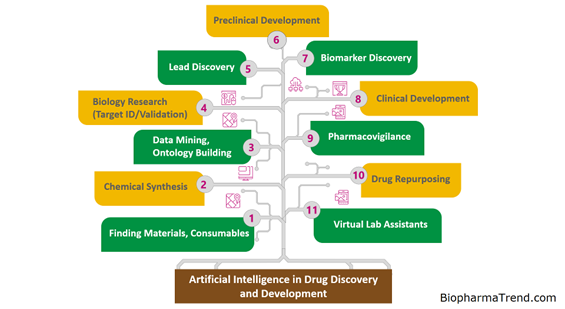 Preclinical Development
6
7
Biomarker Discovery
Lead Discovery
5
8
Clinical Development
Biology Research
(Target ID/Validation)
4
9
Pharmacovigilance
Data Mining,
Ontology Building
3
10
Drug Repurposing
Chemical Synthesis
2
11
Virtual Lab Assistants
1
Finding Materials, Consumables
Artificial Intelligence in Drug Discovery
and Development
BiopharmaTrend.com